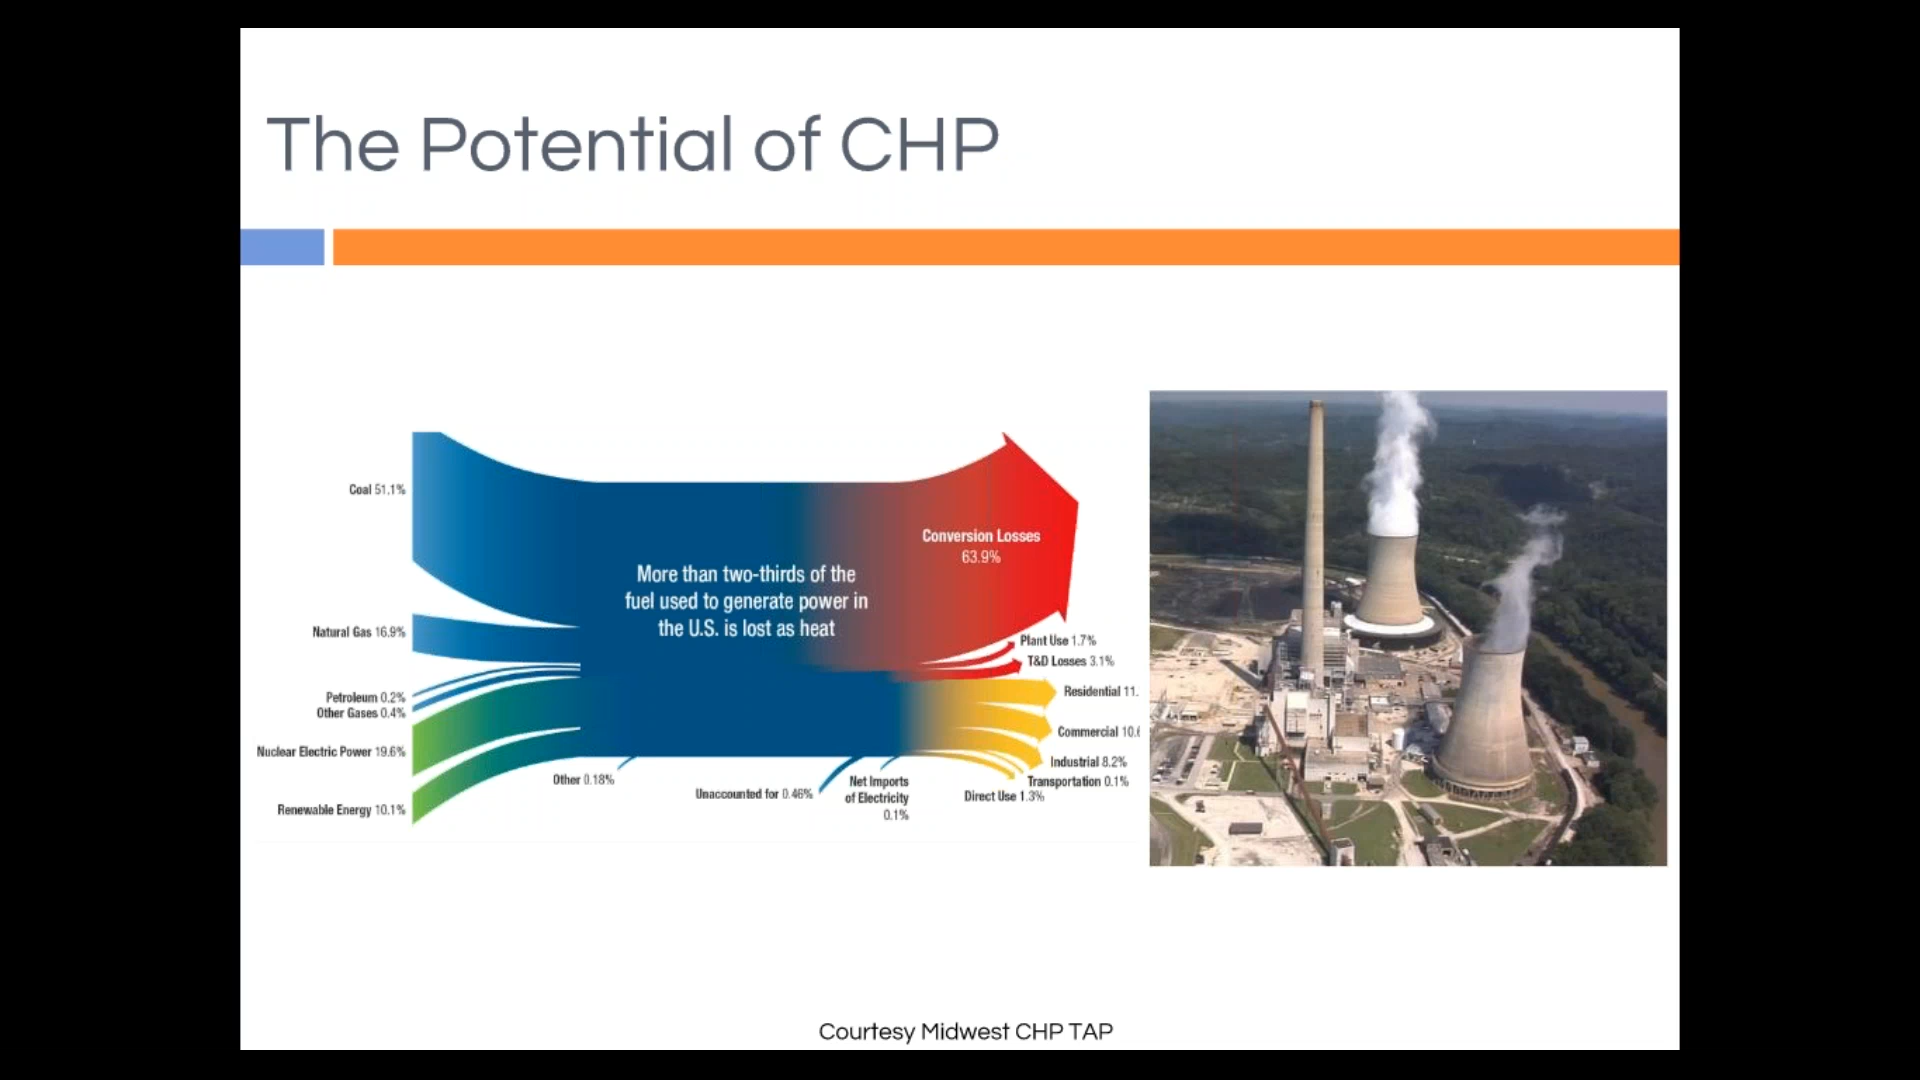 The Potential of CHP
Coal 51.1%
Natural Gas 16.9%
Petroleum 0.2%
Other Gases 0.4%
Nuclear Electric Power 19.6%
Renewable Energy 10.1%
More than two-thirds of the
fuel used to generate power in
the U.S. is lost as heat
Conversion Losses
63.9%
Plant Use 1.7%
T&D Losses 3.1%
Residential 11.
Commercial 10.6
Industrial 8.2%
Transportation 0.1%
Direct Use 1.3%
Other 0.18%
Unaccounted for 0.46%
Net Imports
of Electricity
0.1%
Courtesy Midwest CHP TAP